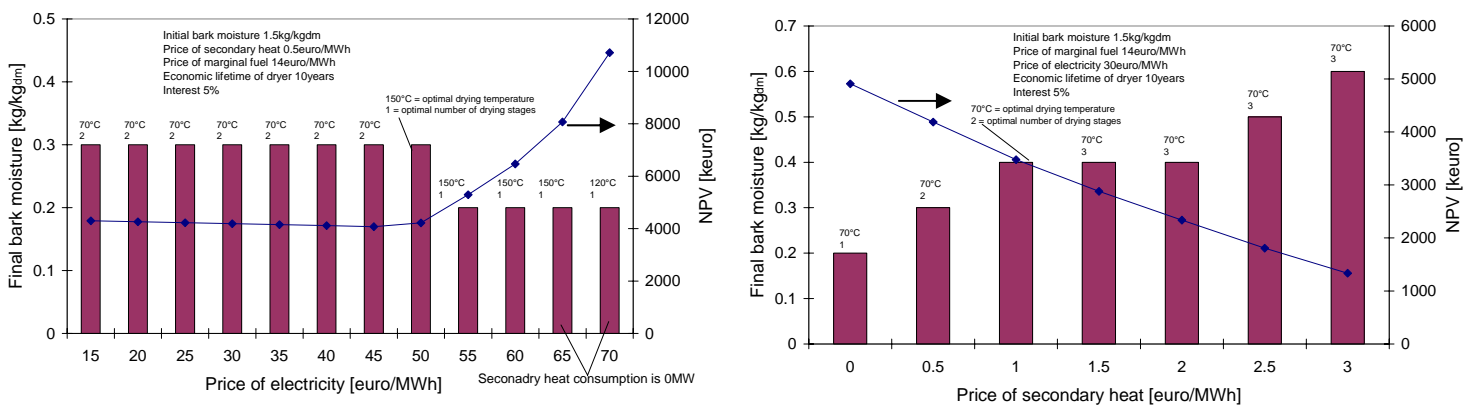 Initial bark moisture 1.5kg/kgdm
Price of secondary heat 0.5euro/MWh
Price of marginal fuel 14euro/MWh
Economic lifetime of dryer 10years
Interest 5%
150°C = optimal drying temperature
1 = optimal number of drying stages
Final bark moisture [kg/kgdm]
0.5
0.4
0.3
0.2
0.1
0
70°C 70°C 70°C 70°C 70°C 70°C 70°C
2 2 2 2 2 2 2
150°C 150°C 150°C 120°C
1 1 1 1
12000
10000
8000
6000
4000
2000
0
NPV [keuro]
15 20 25 30 35 40 45 50 55 60 65 70
Price of electricity [euro/MWh]
Seconadry heat consumption is 0MW
Initial bark moisture 1.5kg/kgdm
Price of marginal fuel 14euro/MWh
Price of electricity 30euro/MWh
Economic lifetime of dryer 10years
Interest 5%
70°C = optimal drying temperature
2 = optimal number of drying stages
Final bark moisture [kg/kgdm]
0.7
0.6
0.5
0.4
0.3
0.2
0.1
0
70°C
1
70°C
2
70°C
3
70°C
3
70°C
3
70°C
3
6000
5000
4000
3000
2000
1000
0
NPV [keuro]
0 0.5 1 1.5 2 2.5 3
Price of secondary heat [euro/MWh]